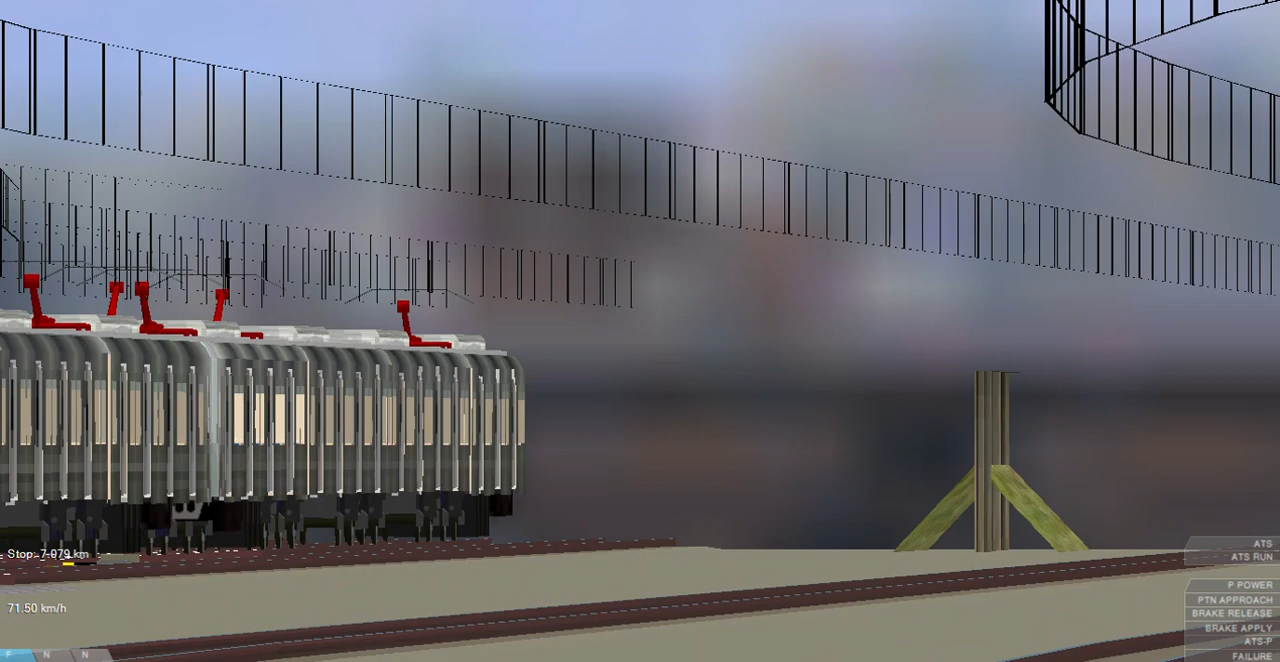 Stop: 7.079 km
71.50 km/h
F N N
ATS
ATS RUN
P POWER
PTN APPROACH
BRAKE RELEASE
BRAKE APPLY
ATS-P
FAILURE